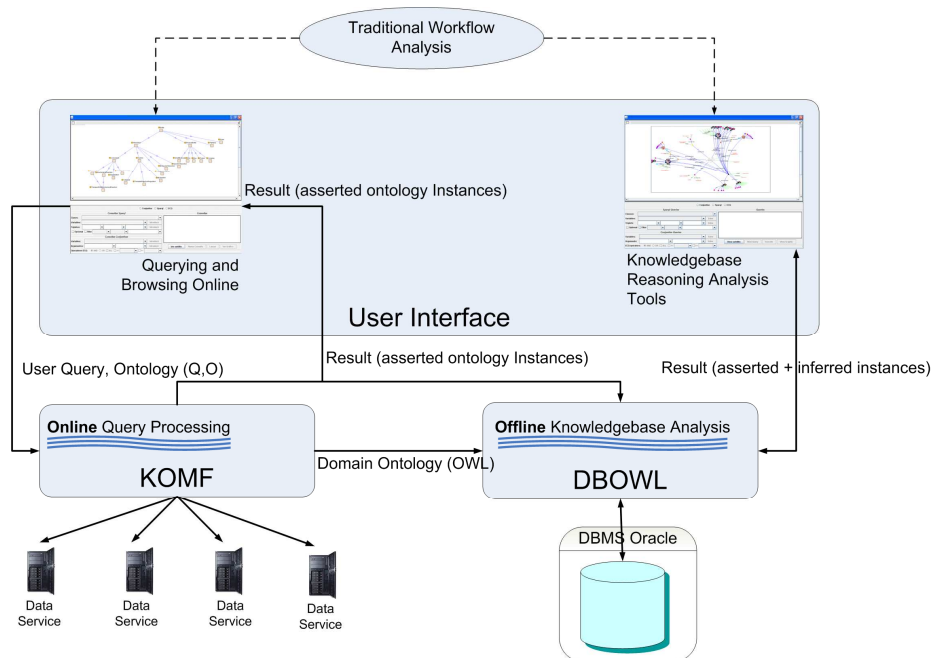 Traditional Workflow
Analysis
Result (asserted ontology Instances)
Querying and
Browsing Online
Knowledgebase
Reasoning Analysis
Tools
User Interface
User Query, Ontology (Q,O)
Result (asserted ontology Instances)
Result (asserted + inferred instances)
Online Query Processing
KOMF
Domain Ontology (OWL)
Offline Knowledgebase Analysis
DBOWL
DBMS Oracle
Data
Service
Data
Service
Data
Service
Data
Service